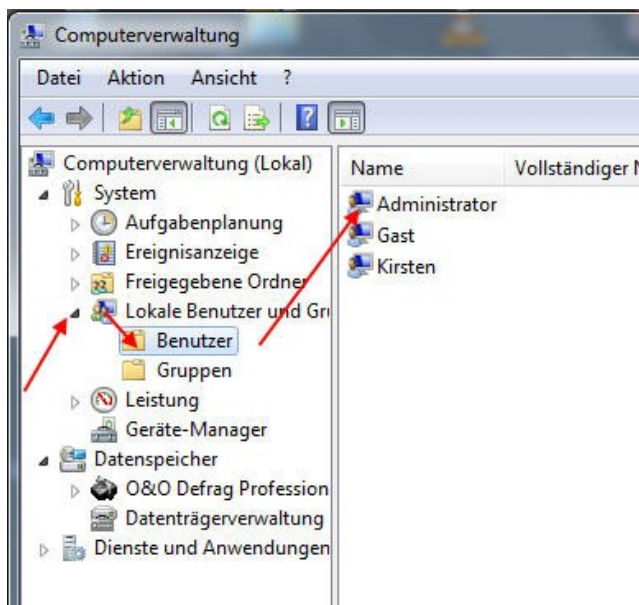 Computerverwaltung
Datei Aktion Ansicht ?
Computerverwaltung (Lokal)
System
Aufgabenplanung
Ereignisanzeige
Freigegebene Ordner
Lokale Benutzer und Gru
Benutzer
Gruppen
Leistung
Geräte-Manager
Datenspeicher
O&O Defrag Profession
Datenträgerverwaltung
Dienste und Anwendungen
Name Vollständiger N
Administrator
Gast
Kirsten